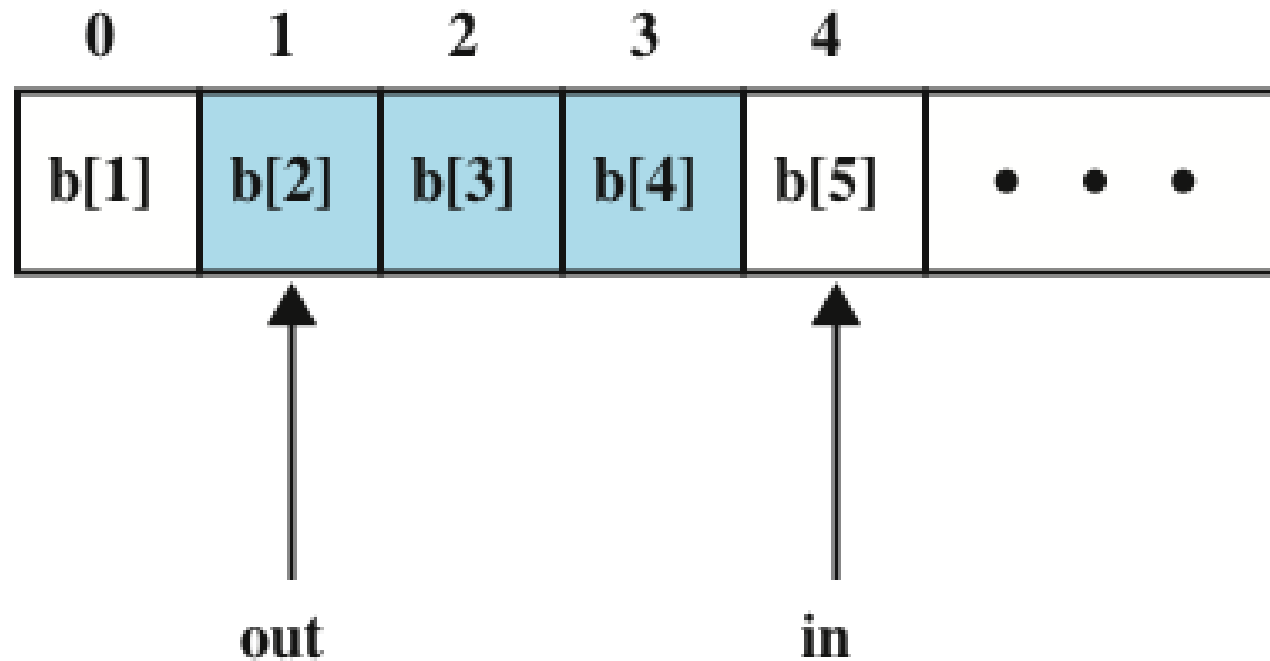 0 1 2 3 4
b[1] b[2] b[3] b[4] b[5] • • •
out in